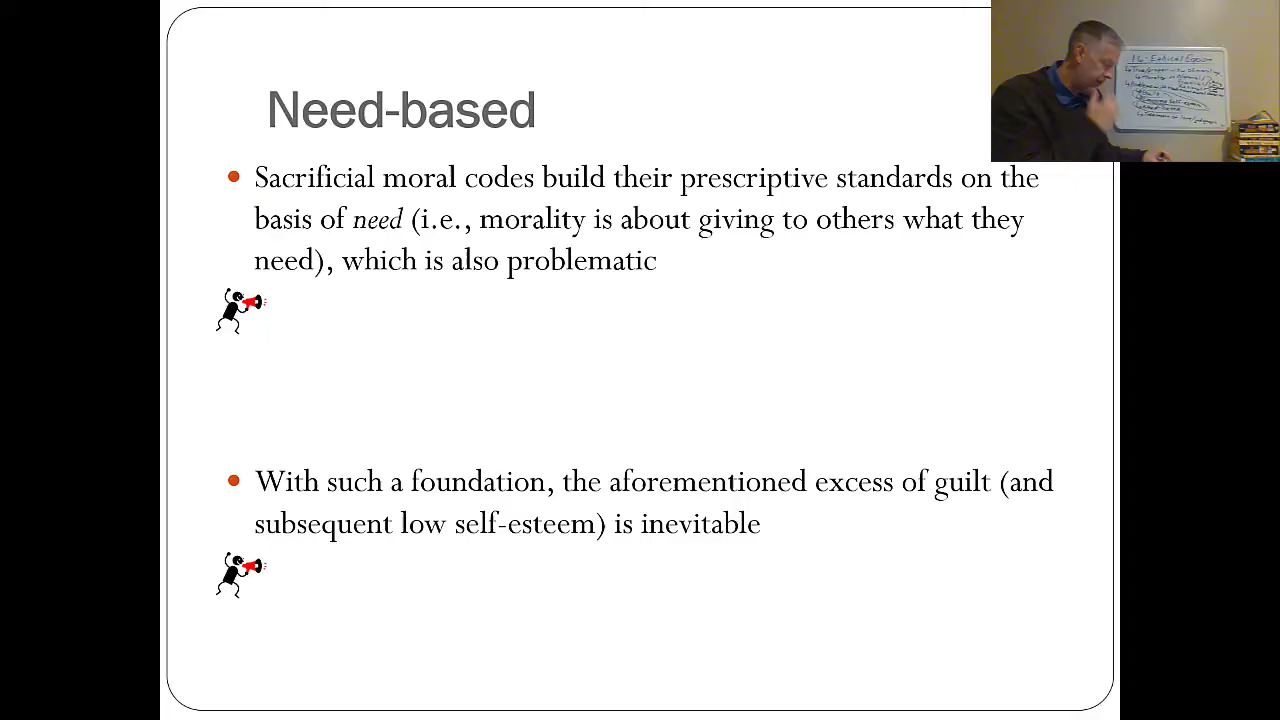 Need-based
Sacrificial moral codes build their prescriptive standards on the
basis of need (i.e., morality is about giving to others what they
need), which is also problematic
With such a foundation, the aforementioned excess of guilt (and
subsequent low self-esteem) is inevitable